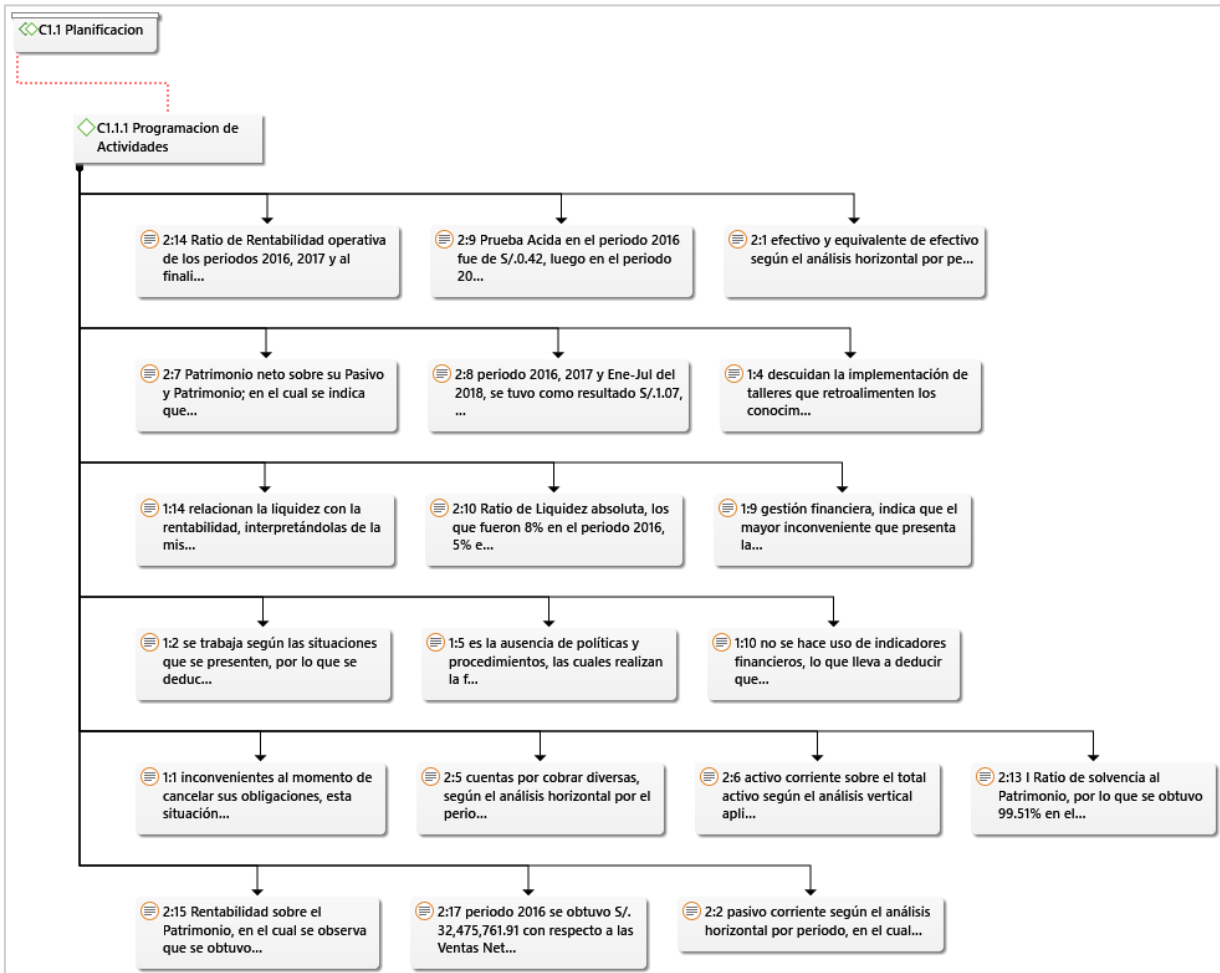 C1.1 Planificacion
C1.1.1 Programacion de
Actividades
2:14 Ratio de Rentabilidad operativa
de los periodos 2016, 2017 y al
finali...
2:9 Prueba Acida en el periodo 2016
fue de S/.0.42, luego en el periodo
20...
2:1 efectivo y equivalente de efectivo
según el análisis horizontal por pe...
2:7 Patrimonio neto sobre su Pasivo
y Patrimonio; en el cual se indica
que...
2:8 periodo 2016, 2017 y Ene-Jul del
2018, se tuvo como resultado S/.1.07,
...
1:4 descuidan la implementación de
talleres que retroalimenten los
conocim...
1:14 relacionan la liquidez con la
rentabilidad, interpretándolas de la
mis...
2:10 Ratio de Liquidez absoluta, los
que fueron 8% en el periodo 2016,
5% e...
1:9 gestión financiera, indica que el
mayor inconveniente que presenta
la...
1:2 se trabaja según las situaciones
que se presenten, por lo que se
deduc...
1:5 es la ausencia de políticas y
procedimientos, las cuales realizan
la f...
1:10 no se hace uso de indicadores
financieros, lo que lleva a deducir
que...
1:1 inconvenientes al momento de
cancelar sus obligaciones, esta
situación...
2:5 cuentas por cobrar diversas,
según el análisis horizontal por el
perio...
2:6 activo corriente sobre el total
activo según el análisis vertical
apli...
2:13 l Ratio de solvencia al
Patrimonio, por lo que se obtuvo
99.51% en el...
2:15 Rentabilidad sobre el
Patrimonio, en el cual se observa
que se obtuvo...
2:17 periodo 2016 se obtuvo S/.
32,475,761.91 con respecto a las
Ventas Net...
2:2 pasivo corriente según el análisis
horizontal por periodo, en el cual...